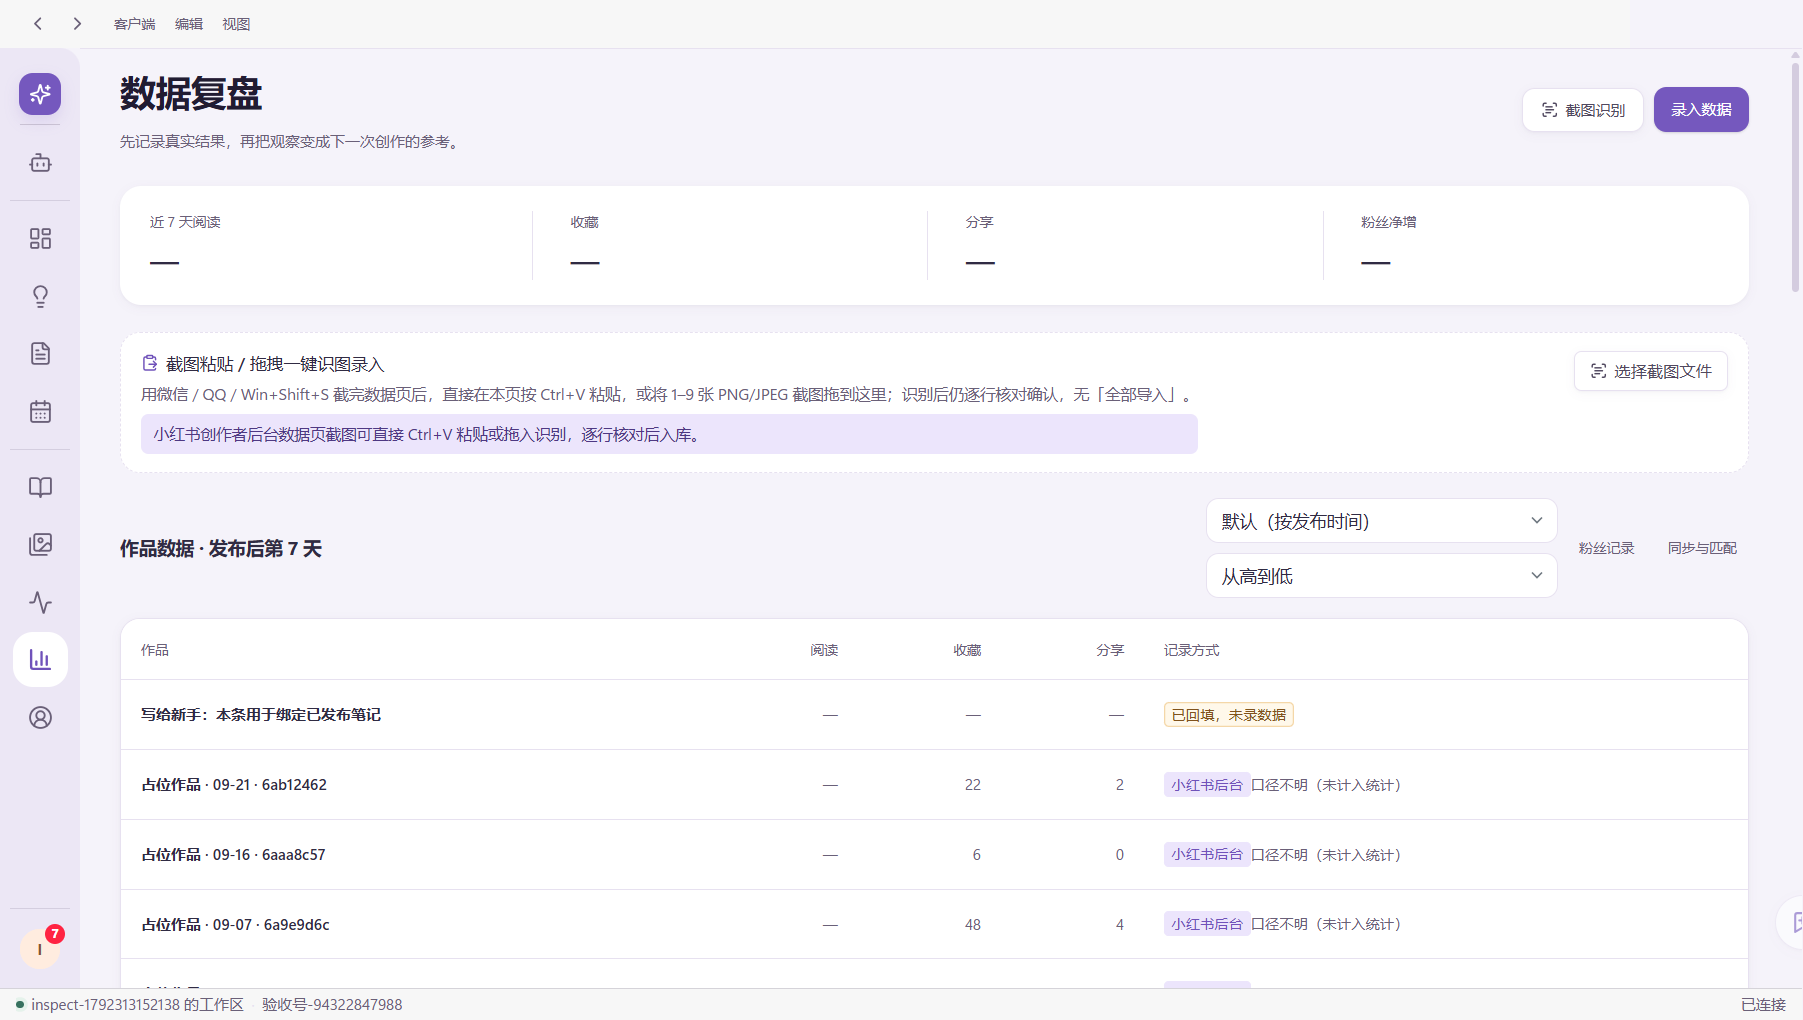 客户端 编辑 视图
数据复盘
先记录真实结果，再把观察变成下一次创作的参考。
截图识别 录入数据
近 7 天阅读 收藏 分享 粉丝净增
— — — —
截图粘贴 / 拖拽一键识图录入
用微信 / QQ / Win+Shift+S 截完数据页后，直接在本页按 Ctrl+V 粘贴，或将 1–9 张 PNG/JPEG 截图拖到这里；识别后仍逐行核对确认，无「全部导入」。
选择截图文件
小红书创作者后台数据页截图可直接 Ctrl+V 粘贴或拖入识别，逐行核对后入库。
作品数据 · 发布后第 7 天
默认（按发布时间）
从高到低
粉丝记录 同步与匹配
作品 阅读 收藏 分享 记录方式
写给新手：本条用于绑定已发布笔记 — — — 已回填，未录数据
占位作品 · 09-21 · 6ab12462 — 22 2 小红书后台 口径不明（未计入统计）
占位作品 · 09-16 · 6aaa8c57 — 6 0 小红书后台 口径不明（未计入统计）
占位作品 · 09-07 · 6a9e9d6c — 48 4 小红书后台 口径不明（未计入统计）
7
I
inspect-1792313152138 的工作区 验收号-94322847988 已连接